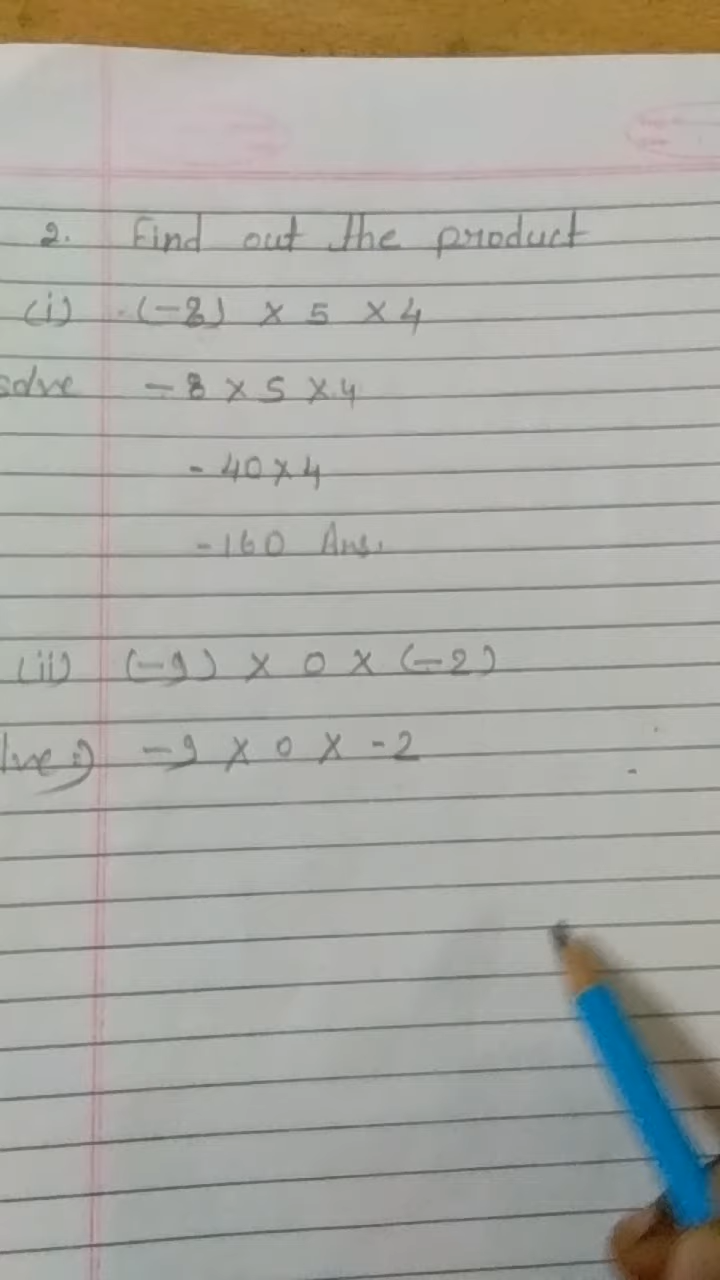 2. Find out the product
(i) (-8) × 5 × 4
solve -8 × 5 × 4
-40 × 4
-160 Ans.
(ii) (-9) × 0 × (-2)
-9 × 0 × -2